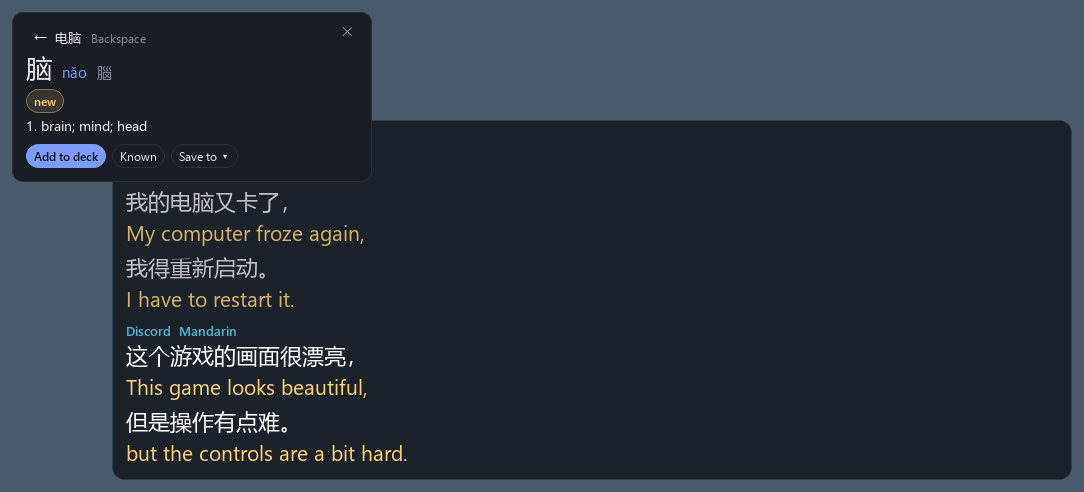 ← 电脑 Backspace
脑 nǎo 腦
new
1. brain; mind; head
Add to deck Known Save to ▾
我的电脑又卡了，
My computer froze again,
我得重新启动。
I have to restart it.
Discord Mandarin
这个游戏的画面很漂亮，
This game looks beautiful,
但是操作有点难。
but the controls are a bit hard.